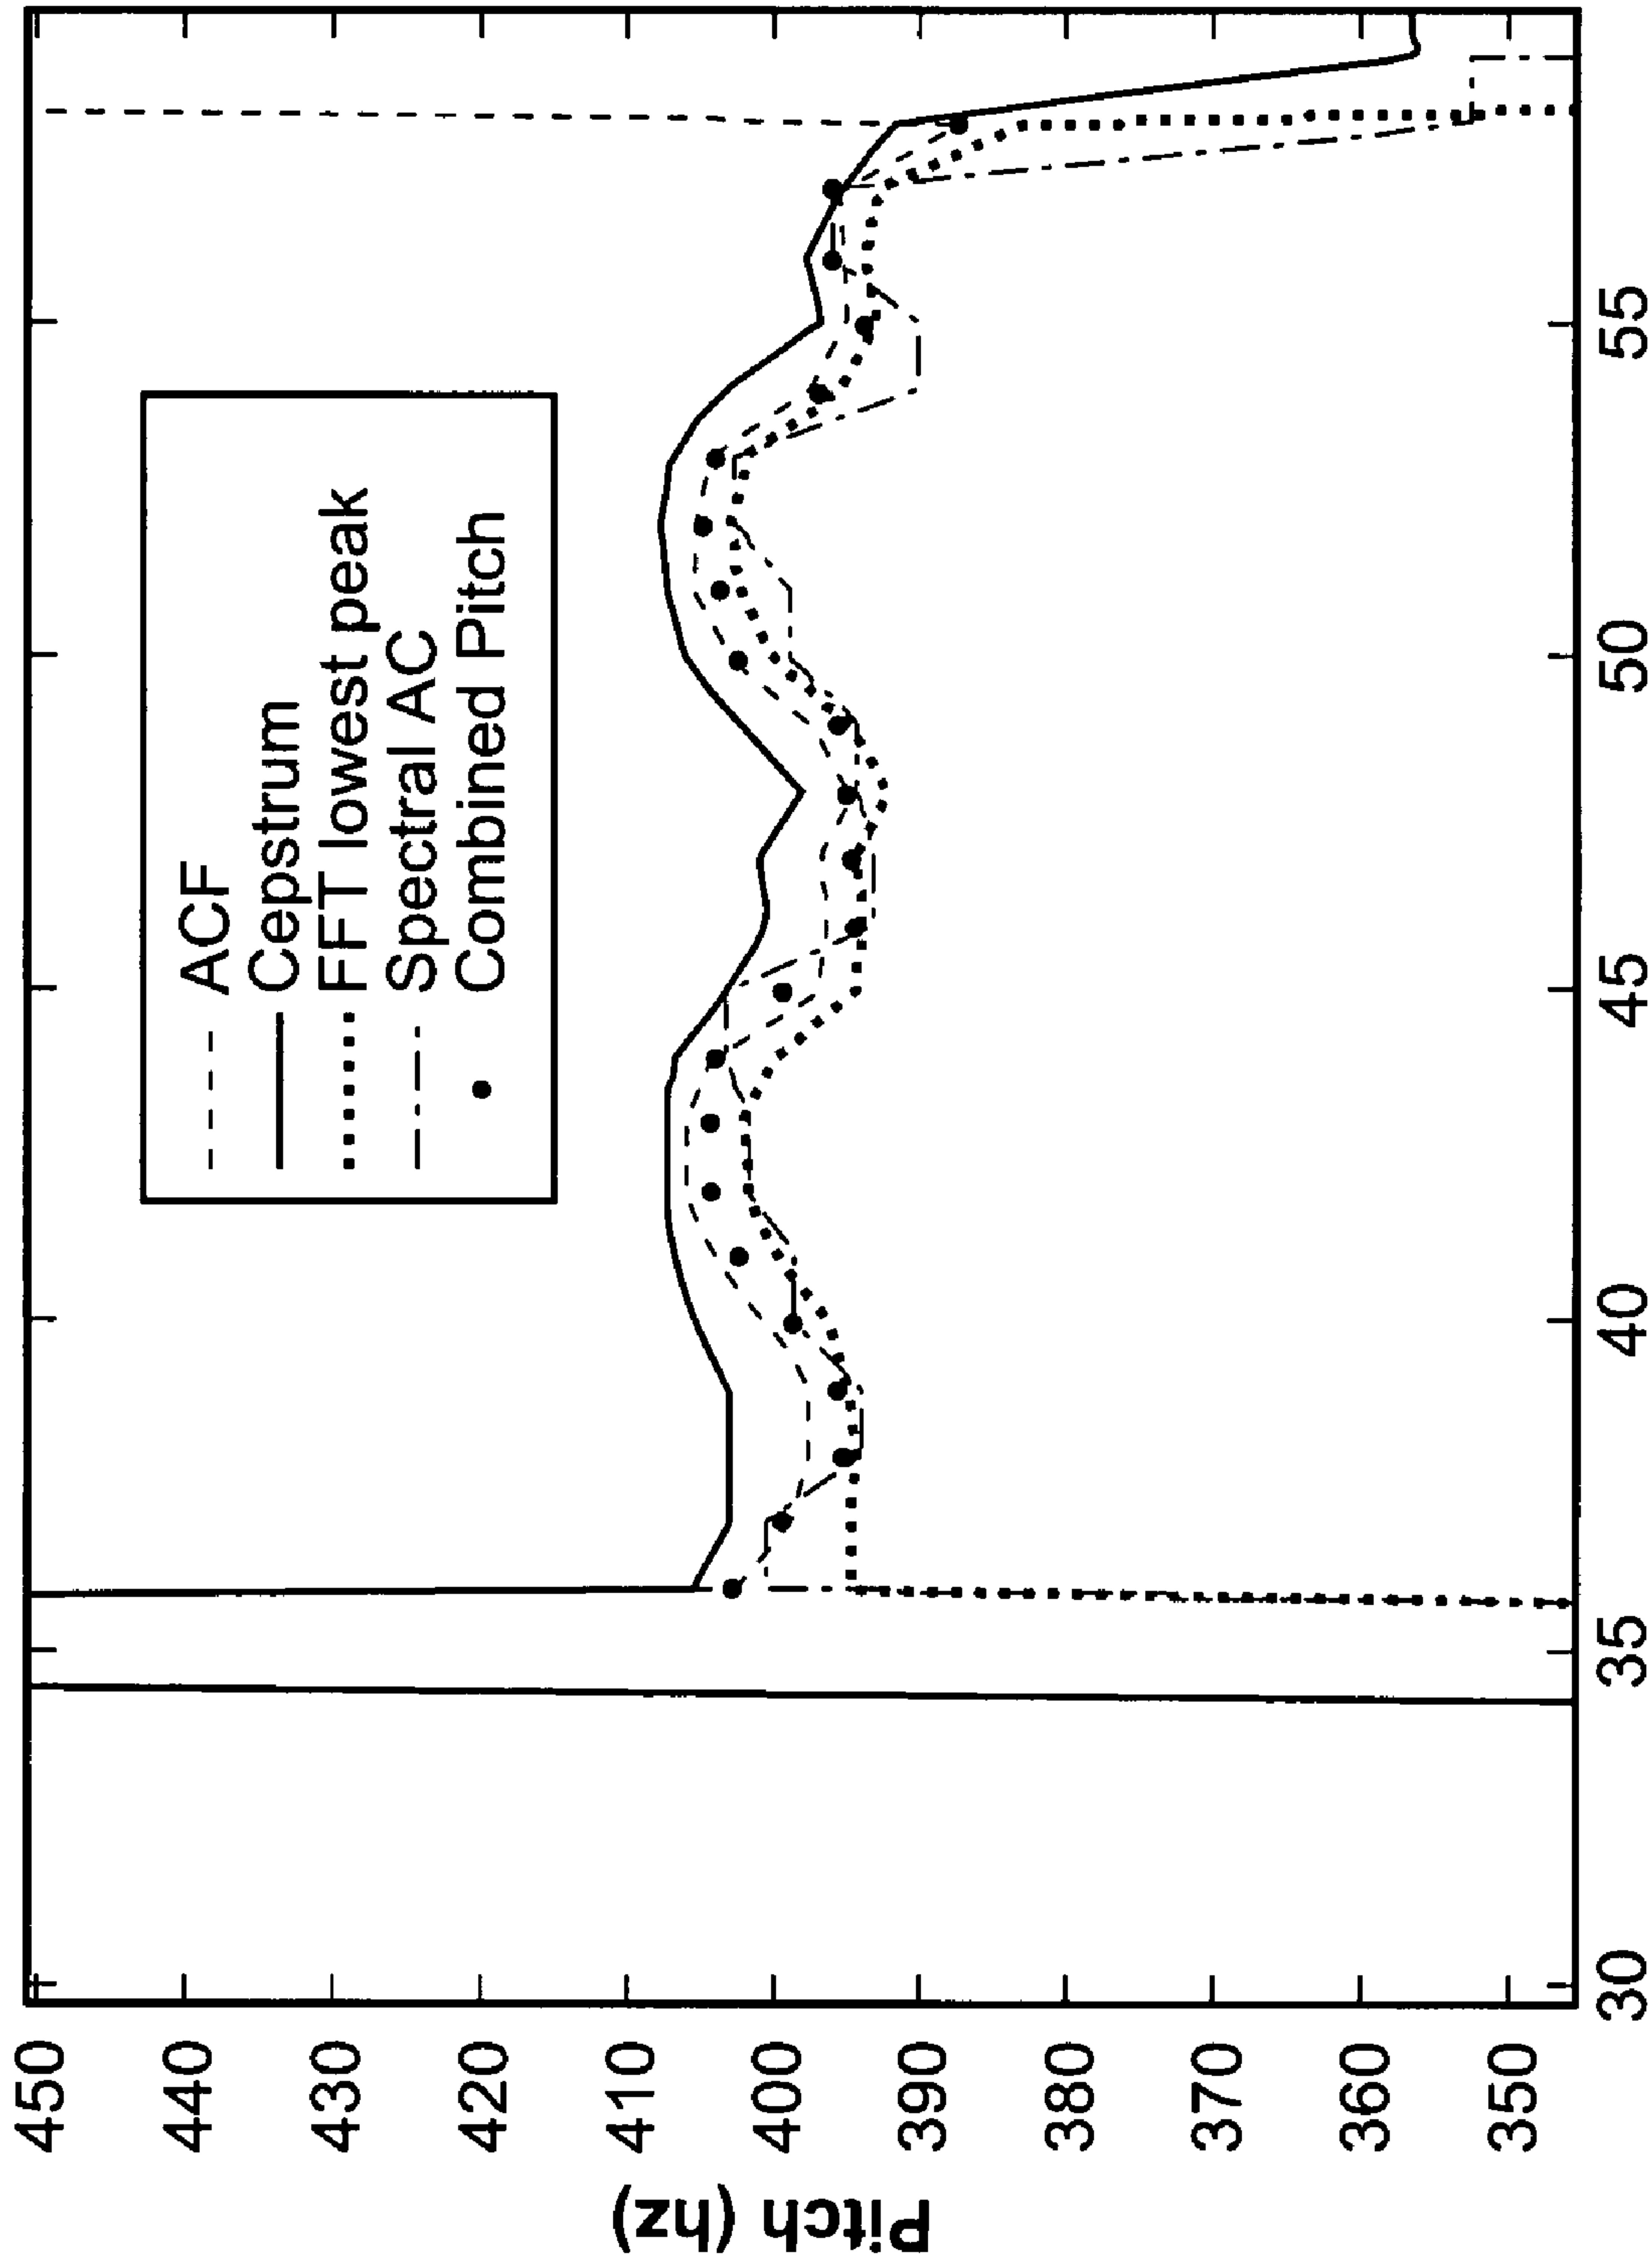 Pitch (hz)
450
440
430
420
410
400
390
380
370
360
350
ACF
Cepstrum
FFT lowest peak
Spectral AC
Combined Pitch
30
35
40
45
50
55